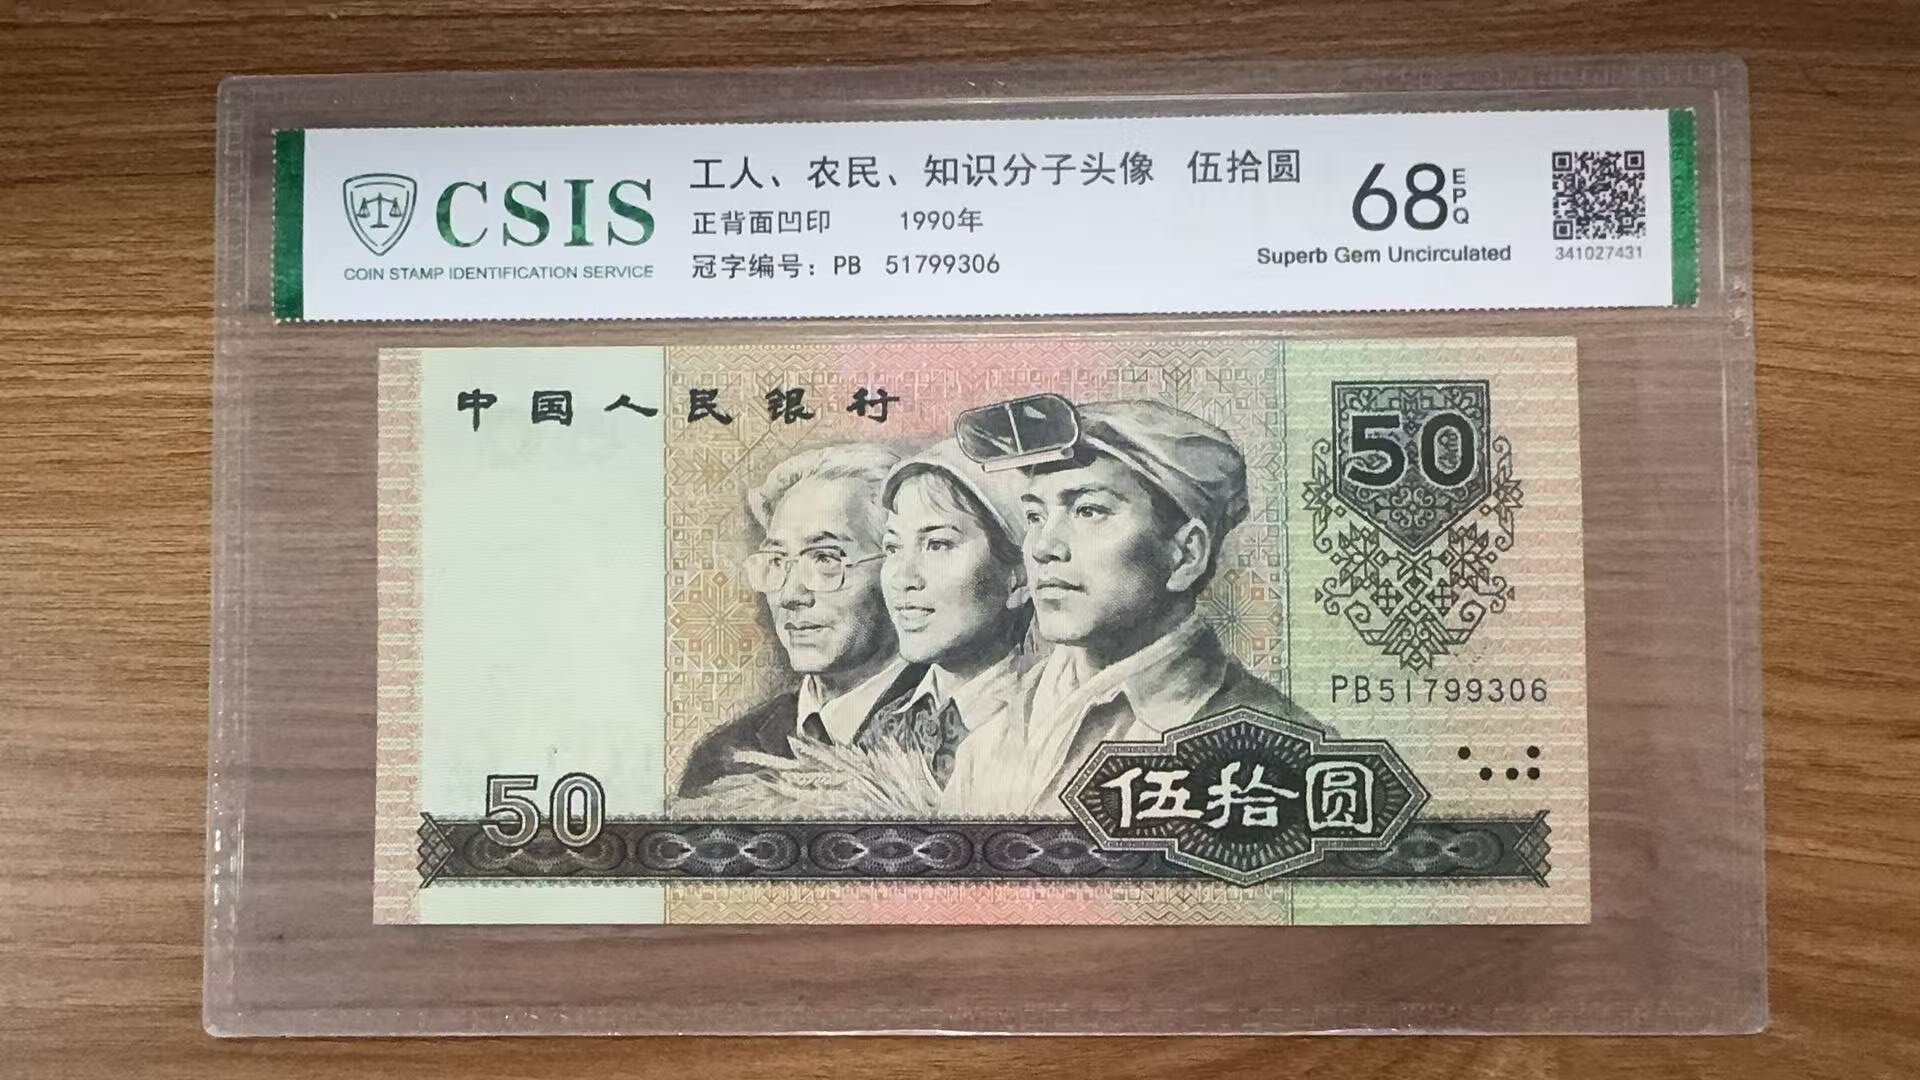 CSIS
COIN STAMP IDENTIFICATION SERVICE
工人、农民、知识分子头像 伍拾圆
正背面凹印 1990年
冠字编号：PB 51799306
68 EPQ
Superb Gem Uncirculated
341027431
中国人民银行
50
PB51799306
50
伍拾圆